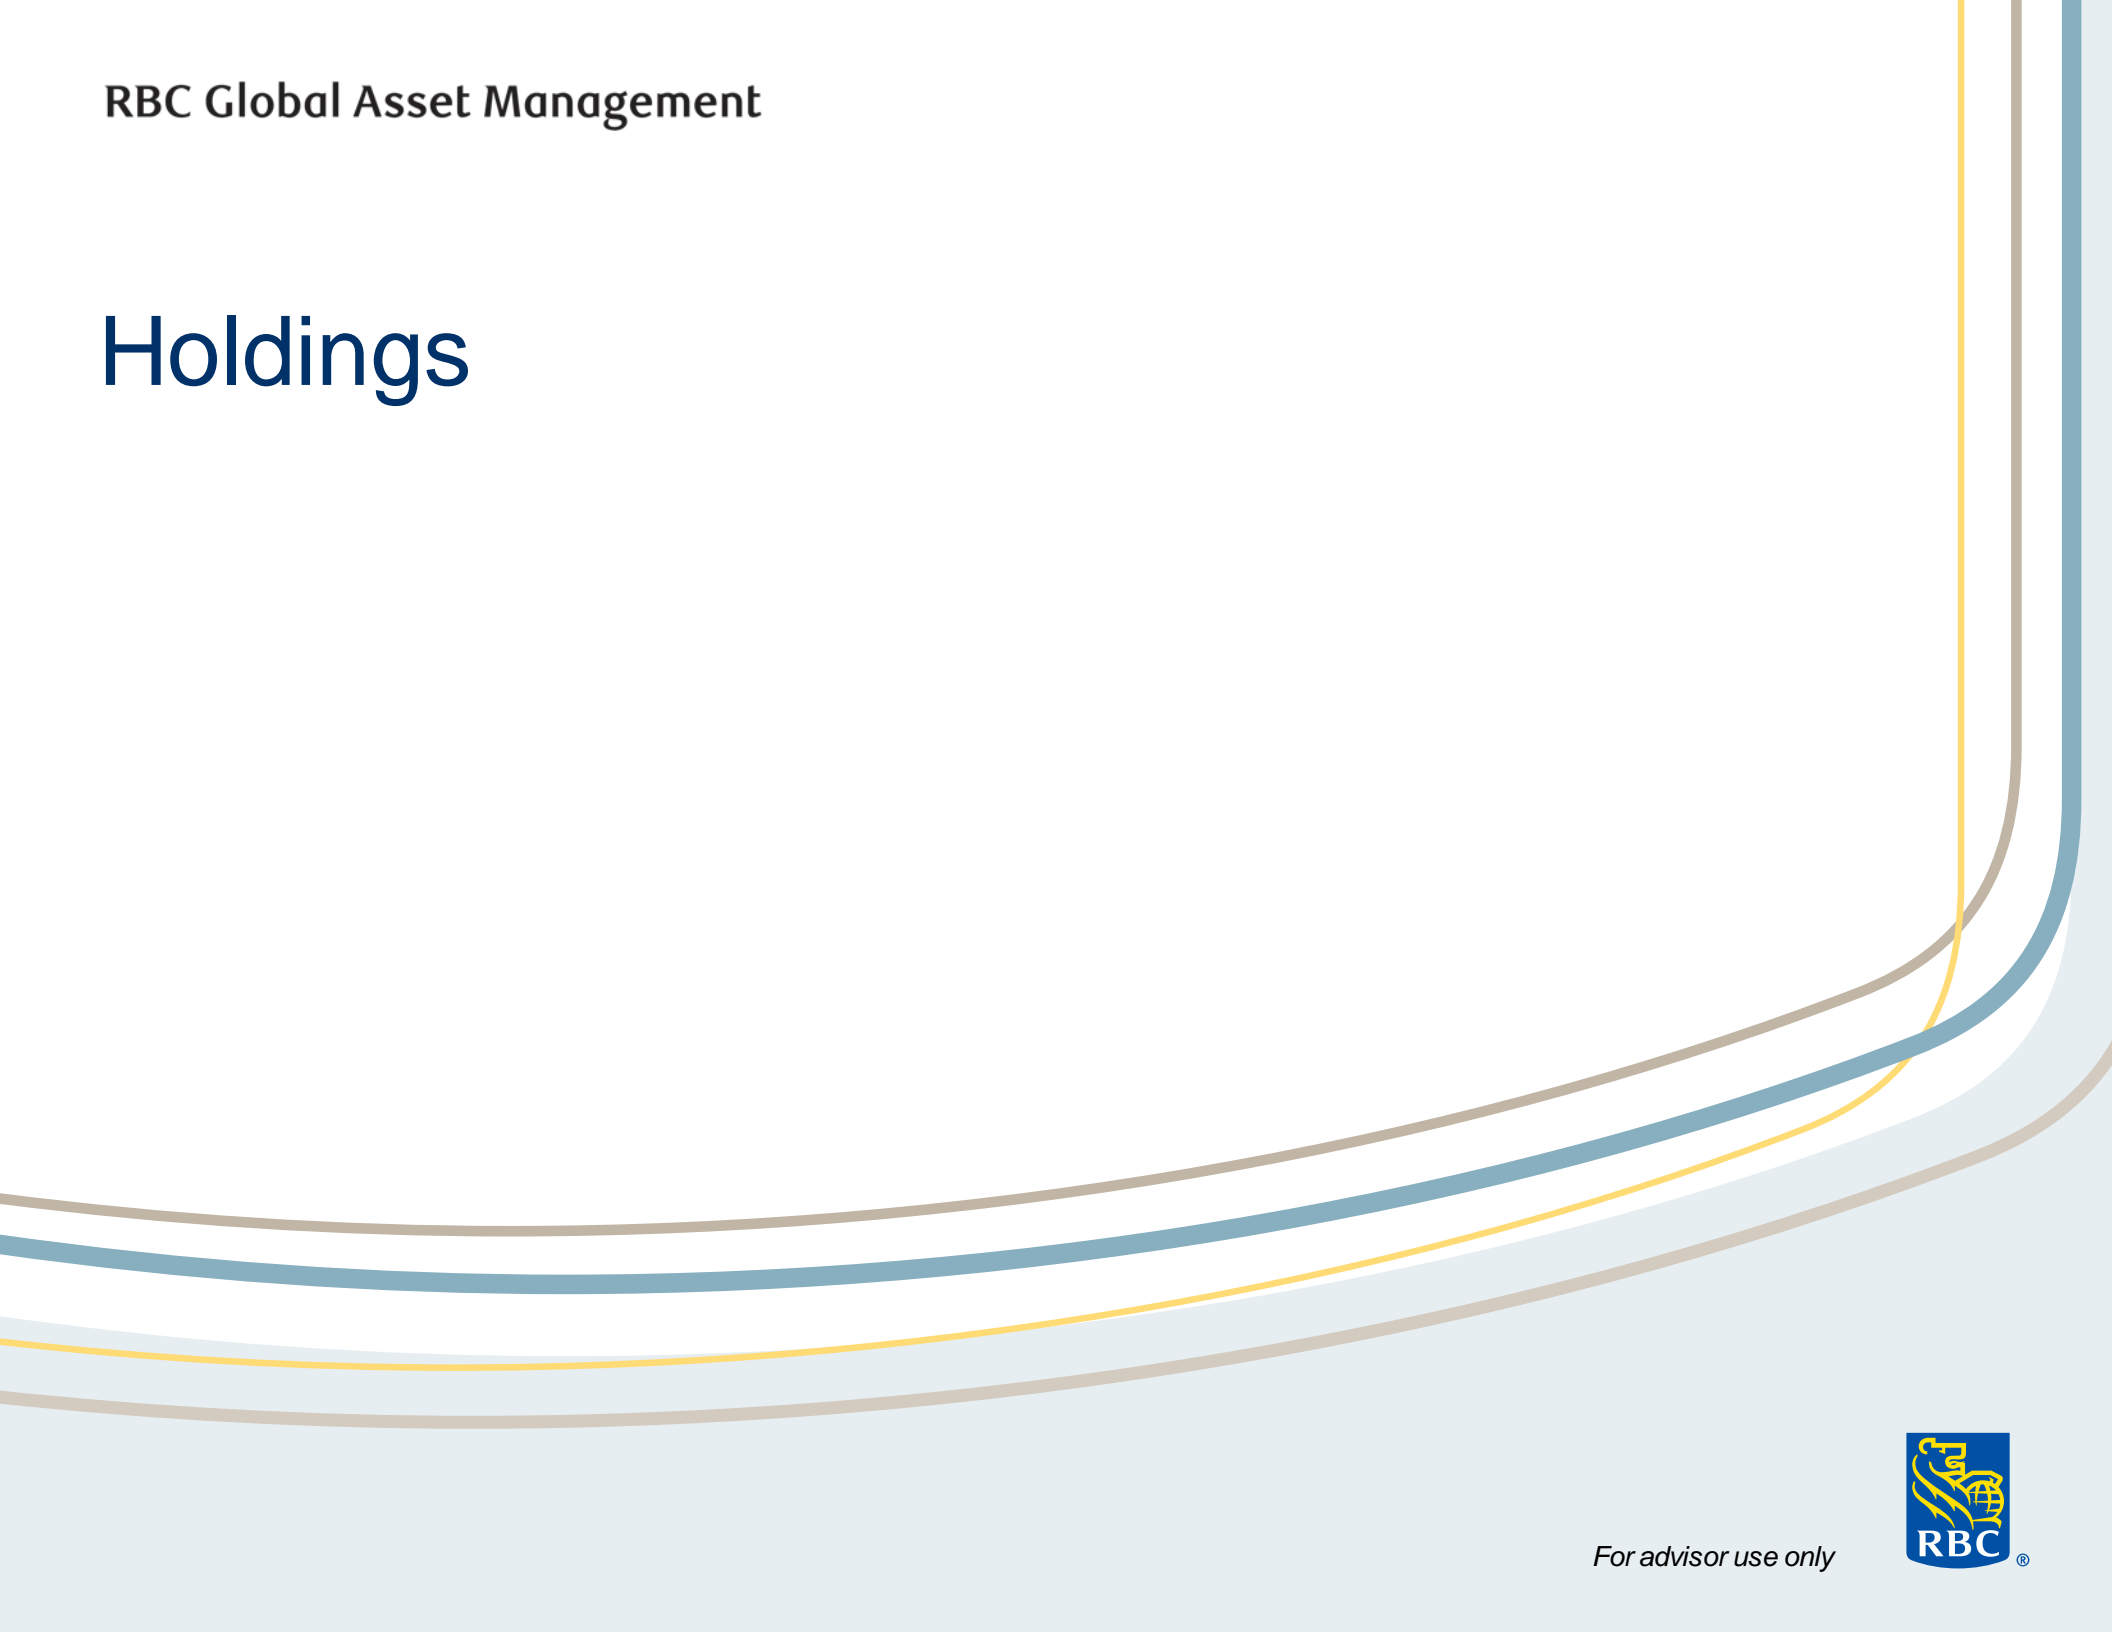 RBC Global Asset Management
Holdings
For advisor use only
RBC
®